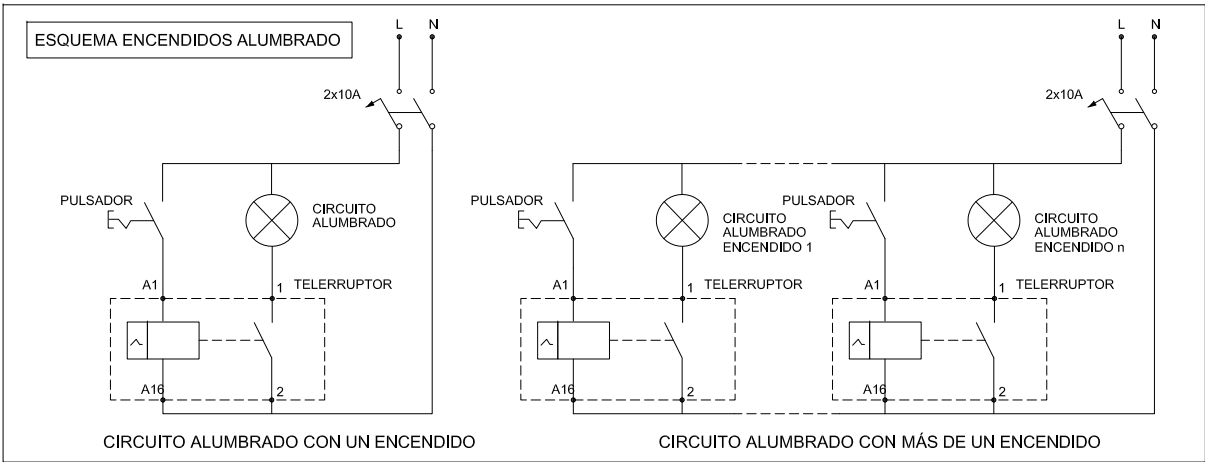 ESQUEMA ENCENDIDOS ALUMBRADO
L N
2x10A
PULSADOR
CIRCUITO
ALUMBRADO
A1
1
TELERRUPTOR
A16
2
CIRCUITO ALUMBRADO CON UN ENCENDIDO
L N
2x10A
PULSADOR
CIRCUITO
ALUMBRADO
ENCENDIDO 1
A1
1
TELERRUPTOR
A16
2
PULSADOR
CIRCUITO
ALUMBRADO
ENCENDIDO n
A1
1
TELERRUPTOR
A16
2
CIRCUITO ALUMBRADO CON MÁS DE UN ENCENDIDO